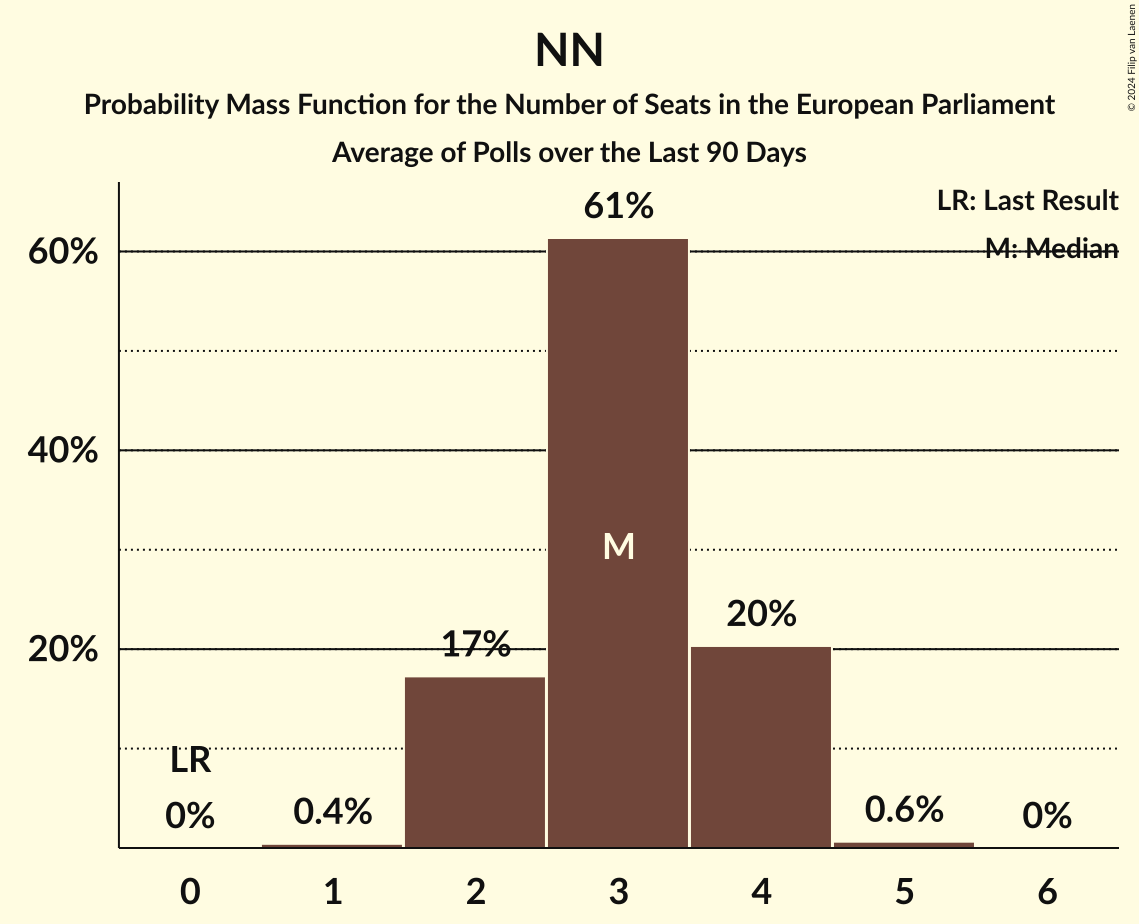 NN
Probability Mass Function for the Number of Seats in the European Parliament
Average of Polls over the Last 90 Days
© 2024 Filip van Laenen
LR: Last Result
M: Median
60%
40%
20%
61%
M
20%
17%
LR
0%
0.4%
0.6%
0%
0 1 2 3 4 5 6